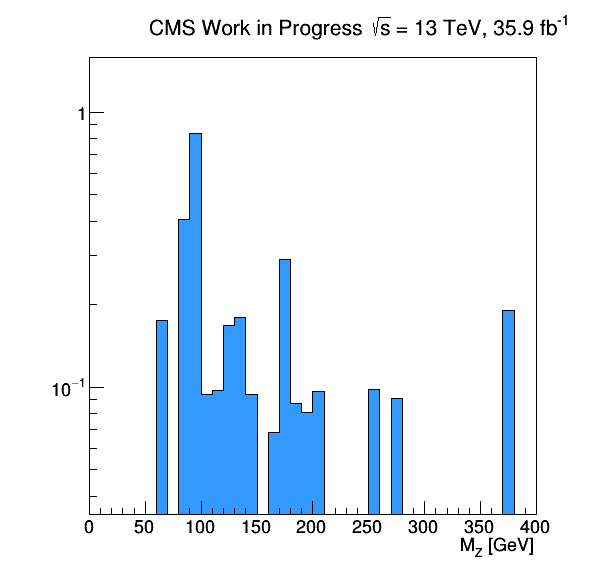 CMS Work in Progress √s = 13 TeV, 35.9 fb⁻¹
1
10⁻¹
0 50 100 150 200 250 300 350 400
M_Z [GeV]